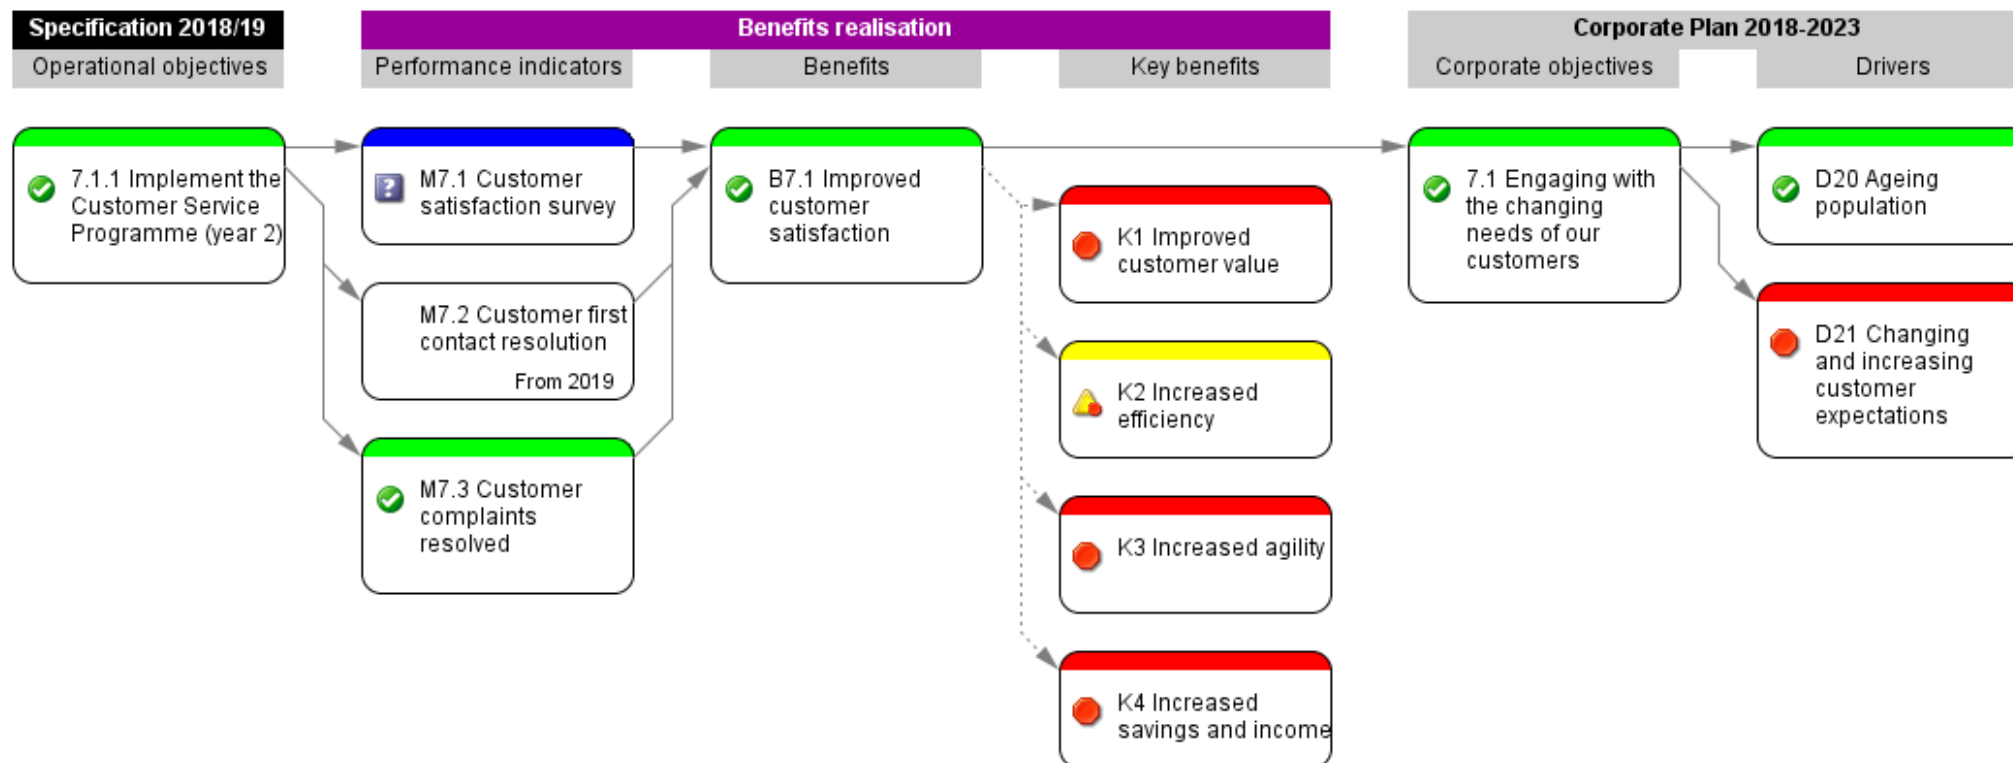 Specification 2018/19
Benefits realisation
Corporate Plan 2018-2023
Operational objectives
Performance indicators
Benefits
Key benefits
Corporate objectives
Drivers
7.1.1 Implement the
Customer Service
Programme (year 2)
?
M7.1 Customer
satisfaction survey
M7.2 Customer first
contact resolution
From 2019
M7.3 Customer
complaints
resolved
B7.1 Improved
customer
satisfaction
K1 Improved
customer value
K2 Increased
efficiency
K3 Increased agility
K4 Increased
savings and income
7.1 Engaging with
the changing
needs of our
customers
D20 Ageing
population
D21 Changing
and increasing
customer
expectations